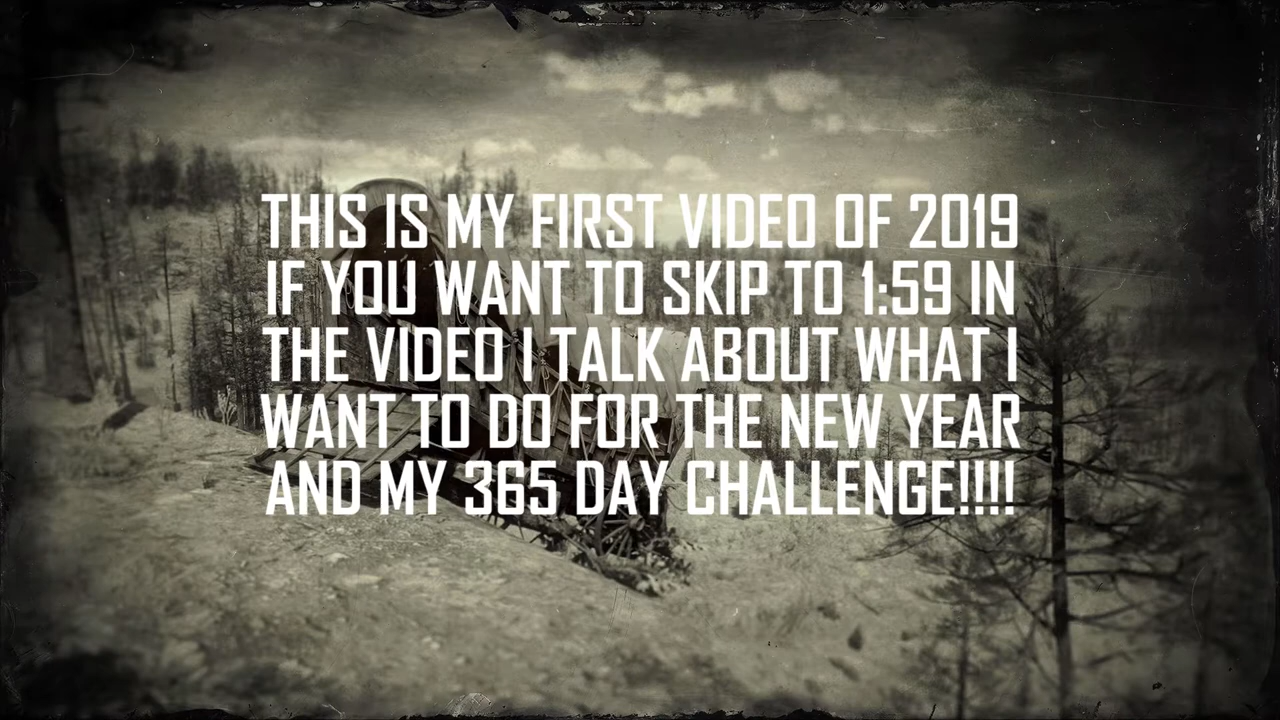 THIS IS MY FIRST VIDEO OF 2019
IF YOU WANT TO SKIP TO 1:59 IN
THE VIDEO I TALK ABOUT WHAT I
WANT TO DO FOR THE NEW YEAR
AND MY 365 DAY CHALLENGE!!!!